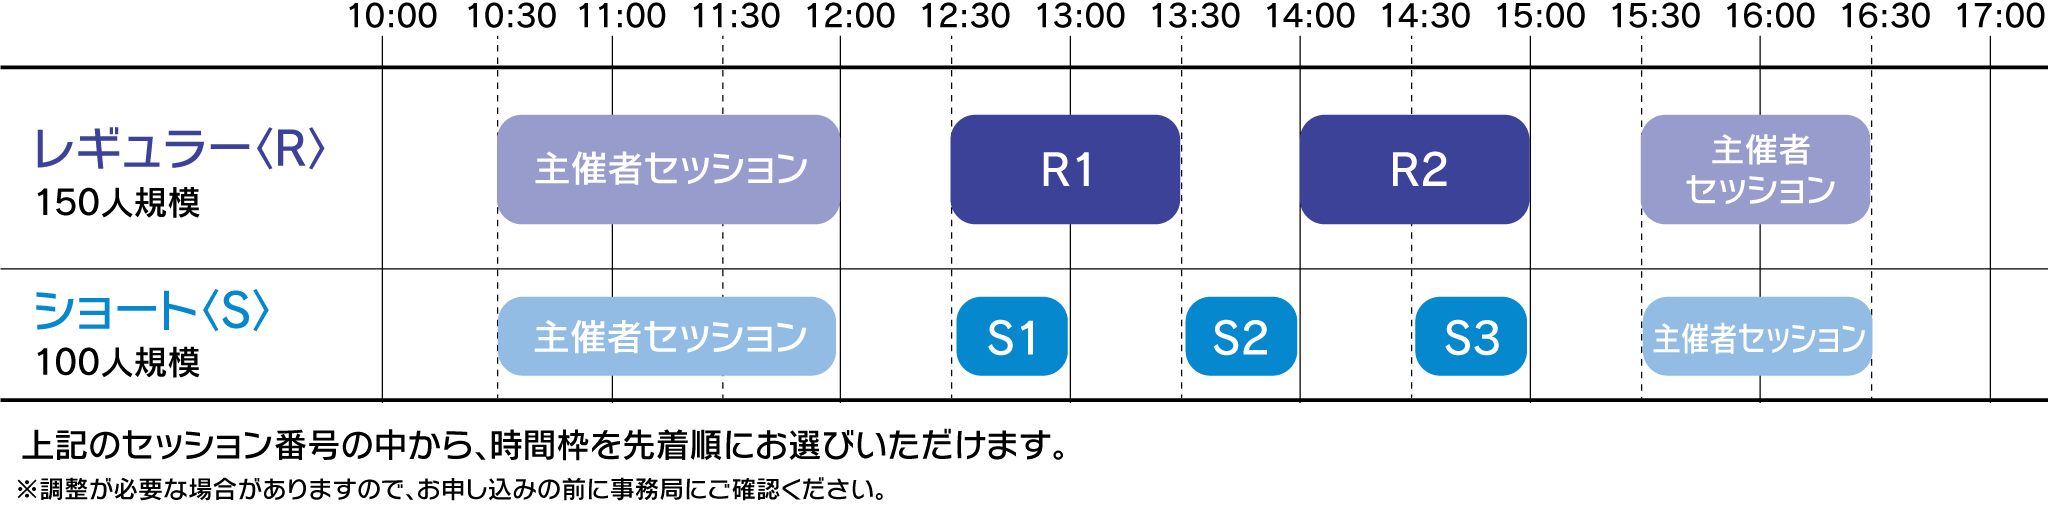 10:00 10:30 11:00 11:30 12:00 12:30 13:00 13:30 14:00 14:30 15:00 15:30 16:00 16:30 17:00
レギュラー〈R〉
150人規模
主催者セッション
R1
R2
主催者
セッション
ショート〈S〉
100人規模
主催者セッション
S1
S2
S3
主催者セッション
上記のセッション番号の中から、時間枠を先着順にお選びいただけます。
※調整が必要な場合がありますので、お申し込みの前に事務局にご確認ください。